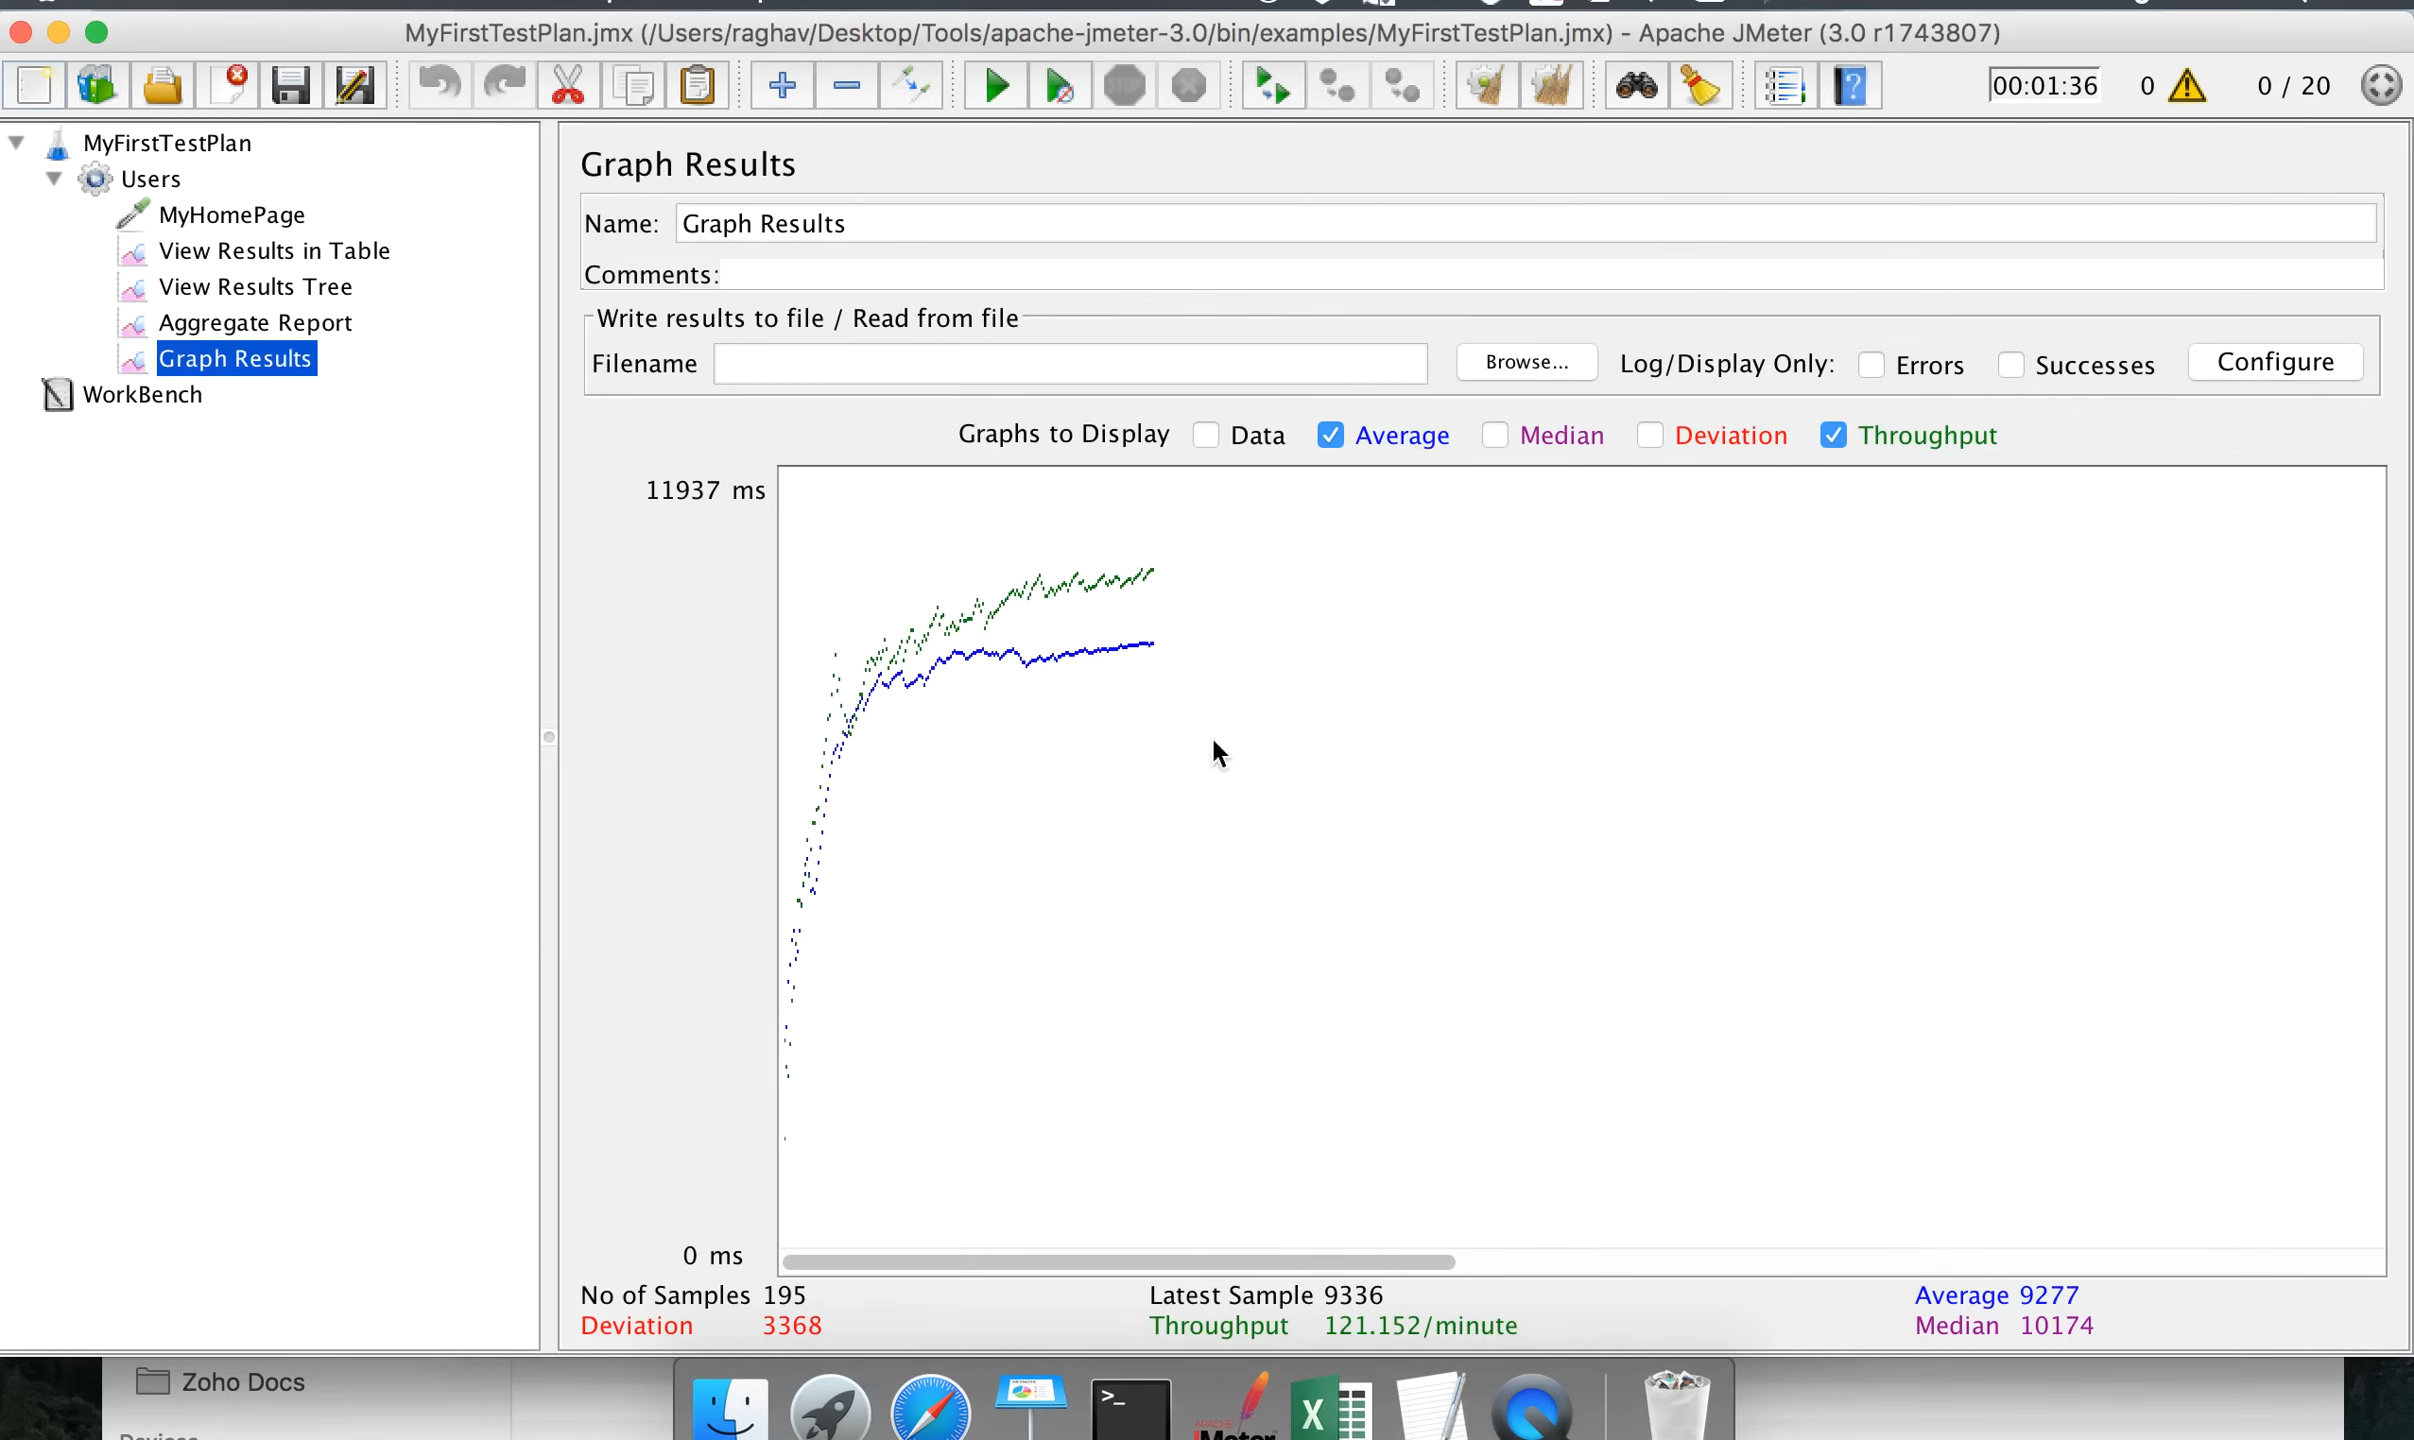 MyFirstTestPlan.jmx (/Users/raghav/Desktop/Tools/apache-jmeter-3.0/bin/examples/MyFirstTestPlan.jmx) - Apache JMeter (3.0 r1743807)
STOP
00:01:36 0 0 / 20
MyFirstTestPlan
Users
MyHomePage
View Results in Table
View Results Tree
Aggregate Report
Graph Results
WorkBench
Graph Results
Name: Graph Results
Comments:
Write results to file / Read from file
Filename Browse... Log/Display Only: Errors Successes Configure
Graphs to Display Data Average Median Deviation Throughput
11937 ms
0 ms
No of Samples 195 Latest Sample 9336 Average 9277
Deviation 3368 Throughput 121.152/minute Median 10174
Zoho Docs
KEYNOTE
>_
APACHE
JMeter
X